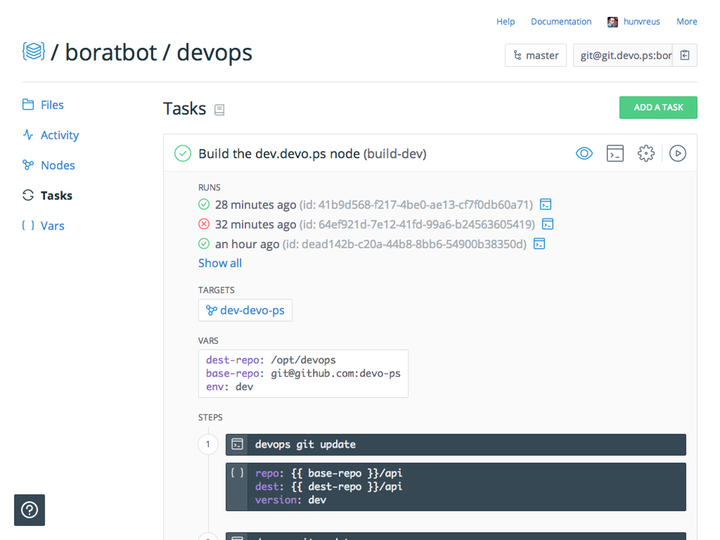 Help Documentation hunvreus More
/ boratbot / devops
master git@git.devo.ps:bor
Files
Activity
Nodes
Tasks
( ) Vars
Tasks
ADD A TASK
Build the dev.devo.ps node (build-dev)
RUNS
28 minutes ago (id: 41b9d568-f217-4be0-ae13-cf7f0db60a71)
32 minutes ago (id: 64ef921d-7e12-41fd-99a6-b24563605419)
an hour ago (id: dead142b-c20a-44b8-8bb6-54900b38350d)
Show all
TARGETS
dev-devo-ps
VARS
dest-repo: /opt/devops
base-repo: git@github.com:devo-ps
env: dev
STEPS
1 devops git update
( ) repo: {{ base-repo }}/api
dest: {{ dest-repo }}/api
version: dev